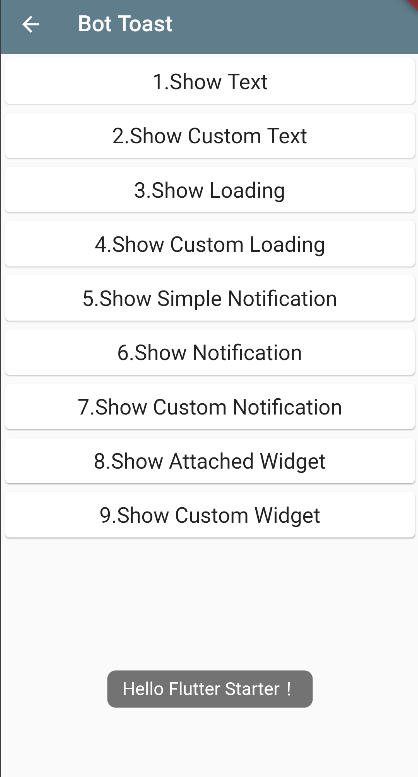 Bot Toast
1.Show Text
2.Show Custom Text
3.Show Loading
4.Show Custom Loading
5.Show Simple Notification
6.Show Notification
7.Show Custom Notification
8.Show Attached Widget
9.Show Custom Widget
Hello Flutter Starter！